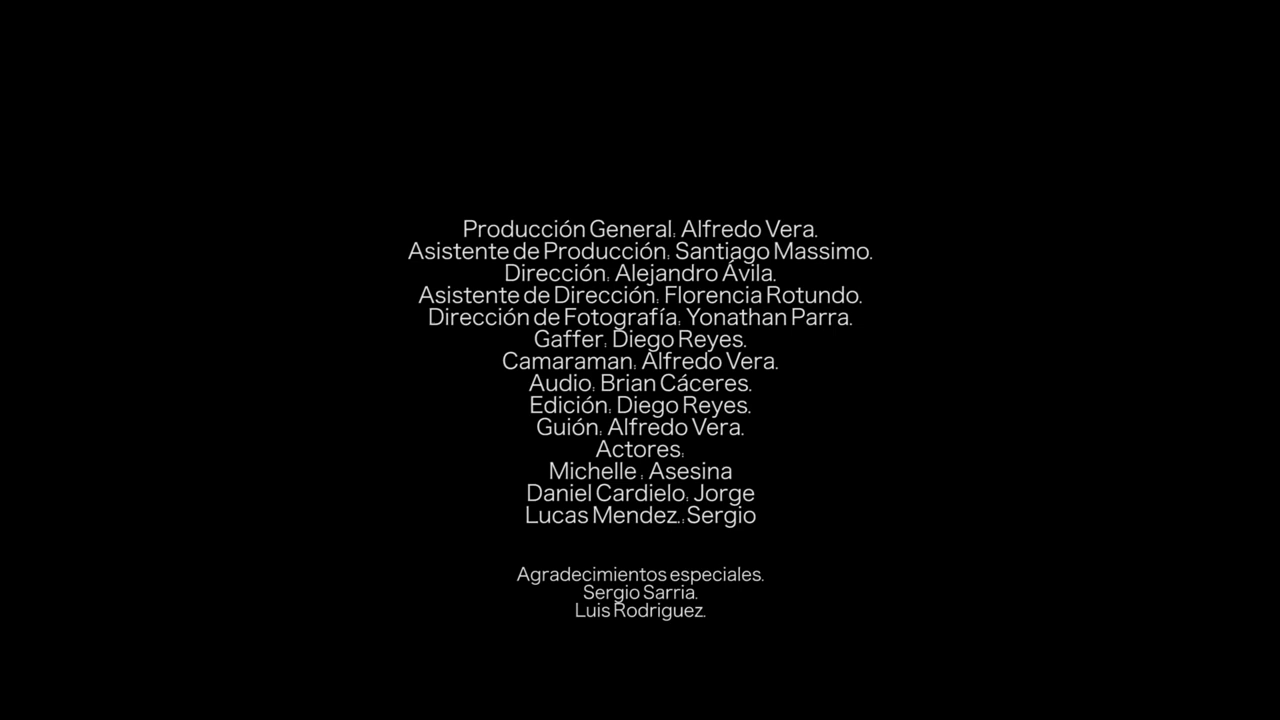 Producción General: Alfredo Vera.
Asistente de Producción: Santiago Massimo.
Dirección: Alejandro Ávila.
Asistente de Dirección: Florencia Rotundo.
Dirección de Fotografía: Yonathan Parra.
Gaffer: Diego Reyes.
Camaraman: Alfredo Vera.
Audio: Brian Cáceres.
Edición: Diego Reyes.
Guión: Alfredo Vera.
Actores:
Michelle : Asesina
Daniel Cardielo: Jorge
Lucas Mendez.:Sergio
Agradecimientos especiales.
Sergio Sarria.
Luis Rodriguez.